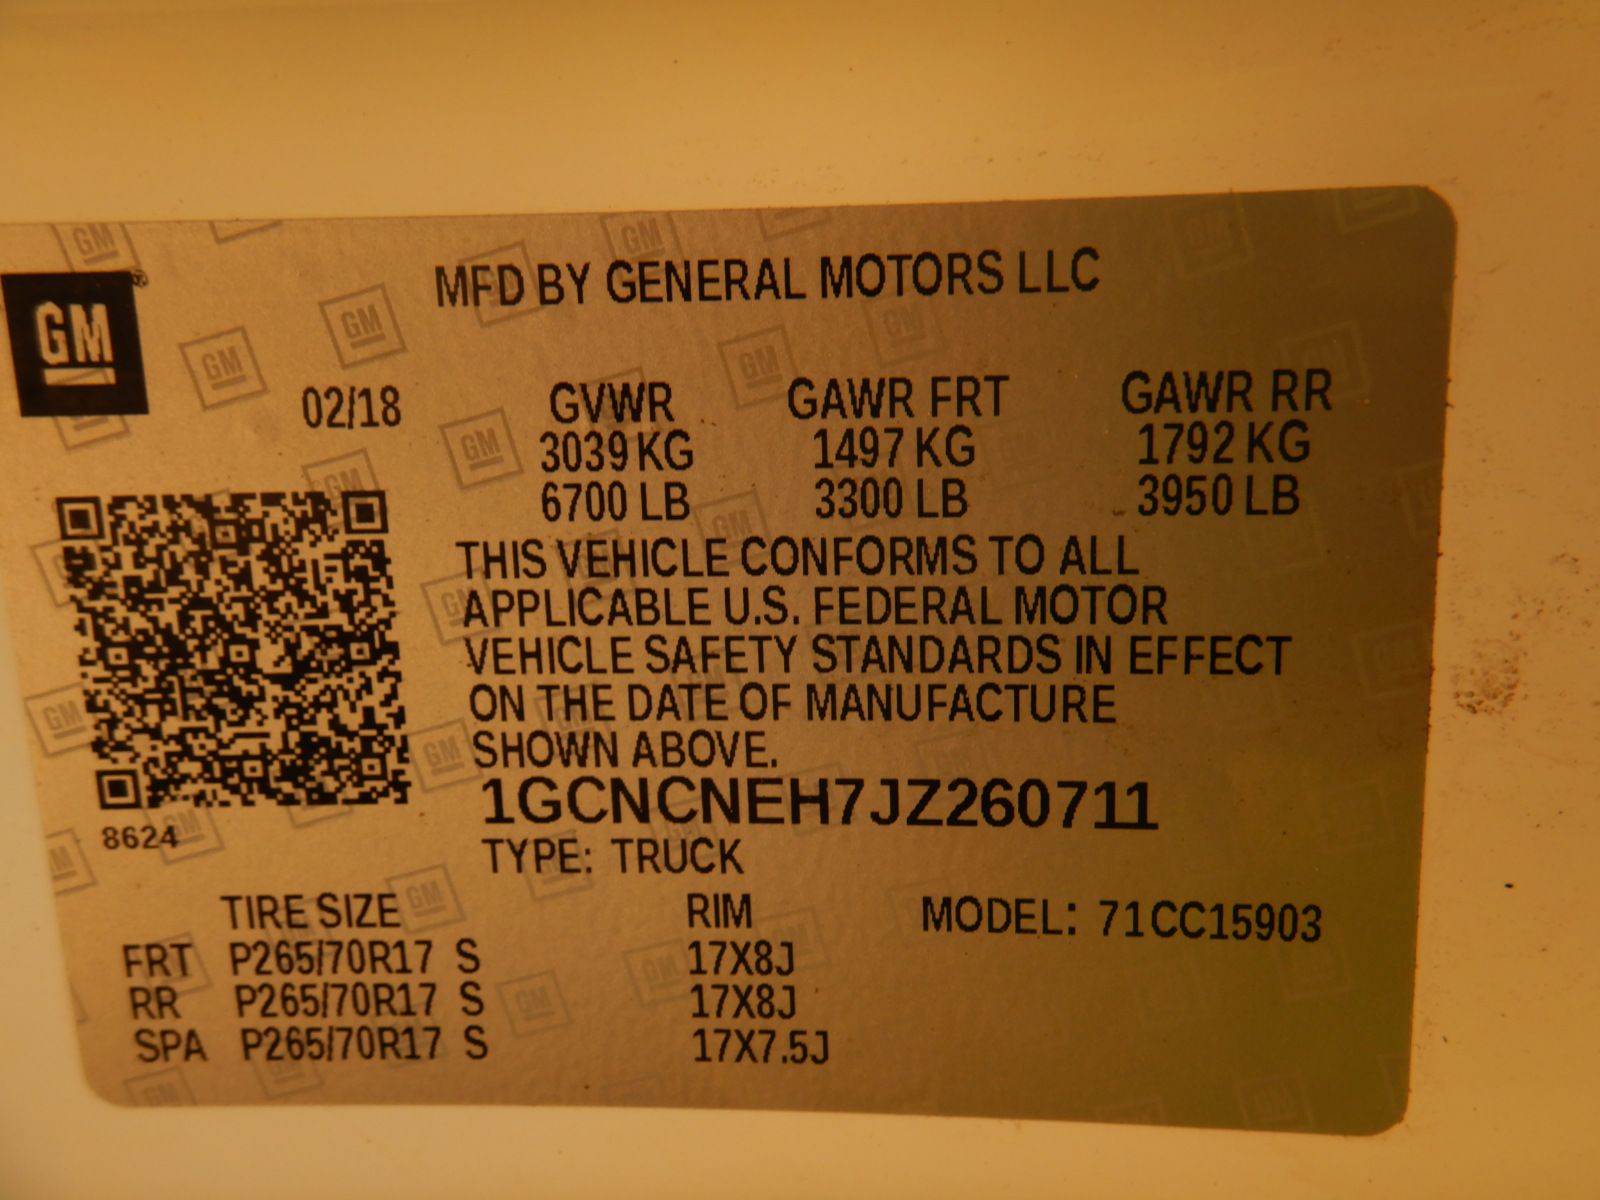 MFD BY GENERAL MOTORS LLC
GM
02/18 GVWR GAWR FRT GAWR RR
3039 KG 1497 KG 1792 KG
6700 LB 3300 LB 3950 LB
THIS VEHICLE CONFORMS TO ALL
APPLICABLE U.S. FEDERAL MOTOR
VEHICLE SAFETY STANDARDS IN EFFECT
ON THE DATE OF MANUFACTURE
SHOWN ABOVE.
1GCNCNEH7JZ260711
8624
TYPE: TRUCK
TIRE SIZE RIM MODEL: 71CC15903
FRT P265/70R17 S 17X8J
RR P265/70R17 S 17X8J
SPA P265/70R17 S 17X7.5J